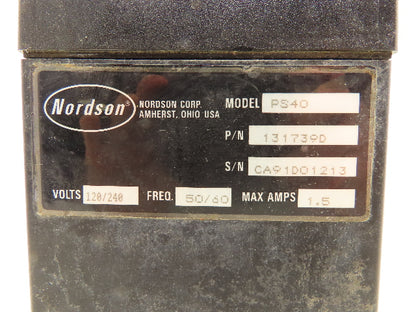 Nordson®
NORDSON CORP.
AMHERST, OHIO USA
MODEL PS40
P/N 131739D
S/N CA91D01213
VOLTS 120/240 FREQ. 50/60 MAX AMPS 1.5